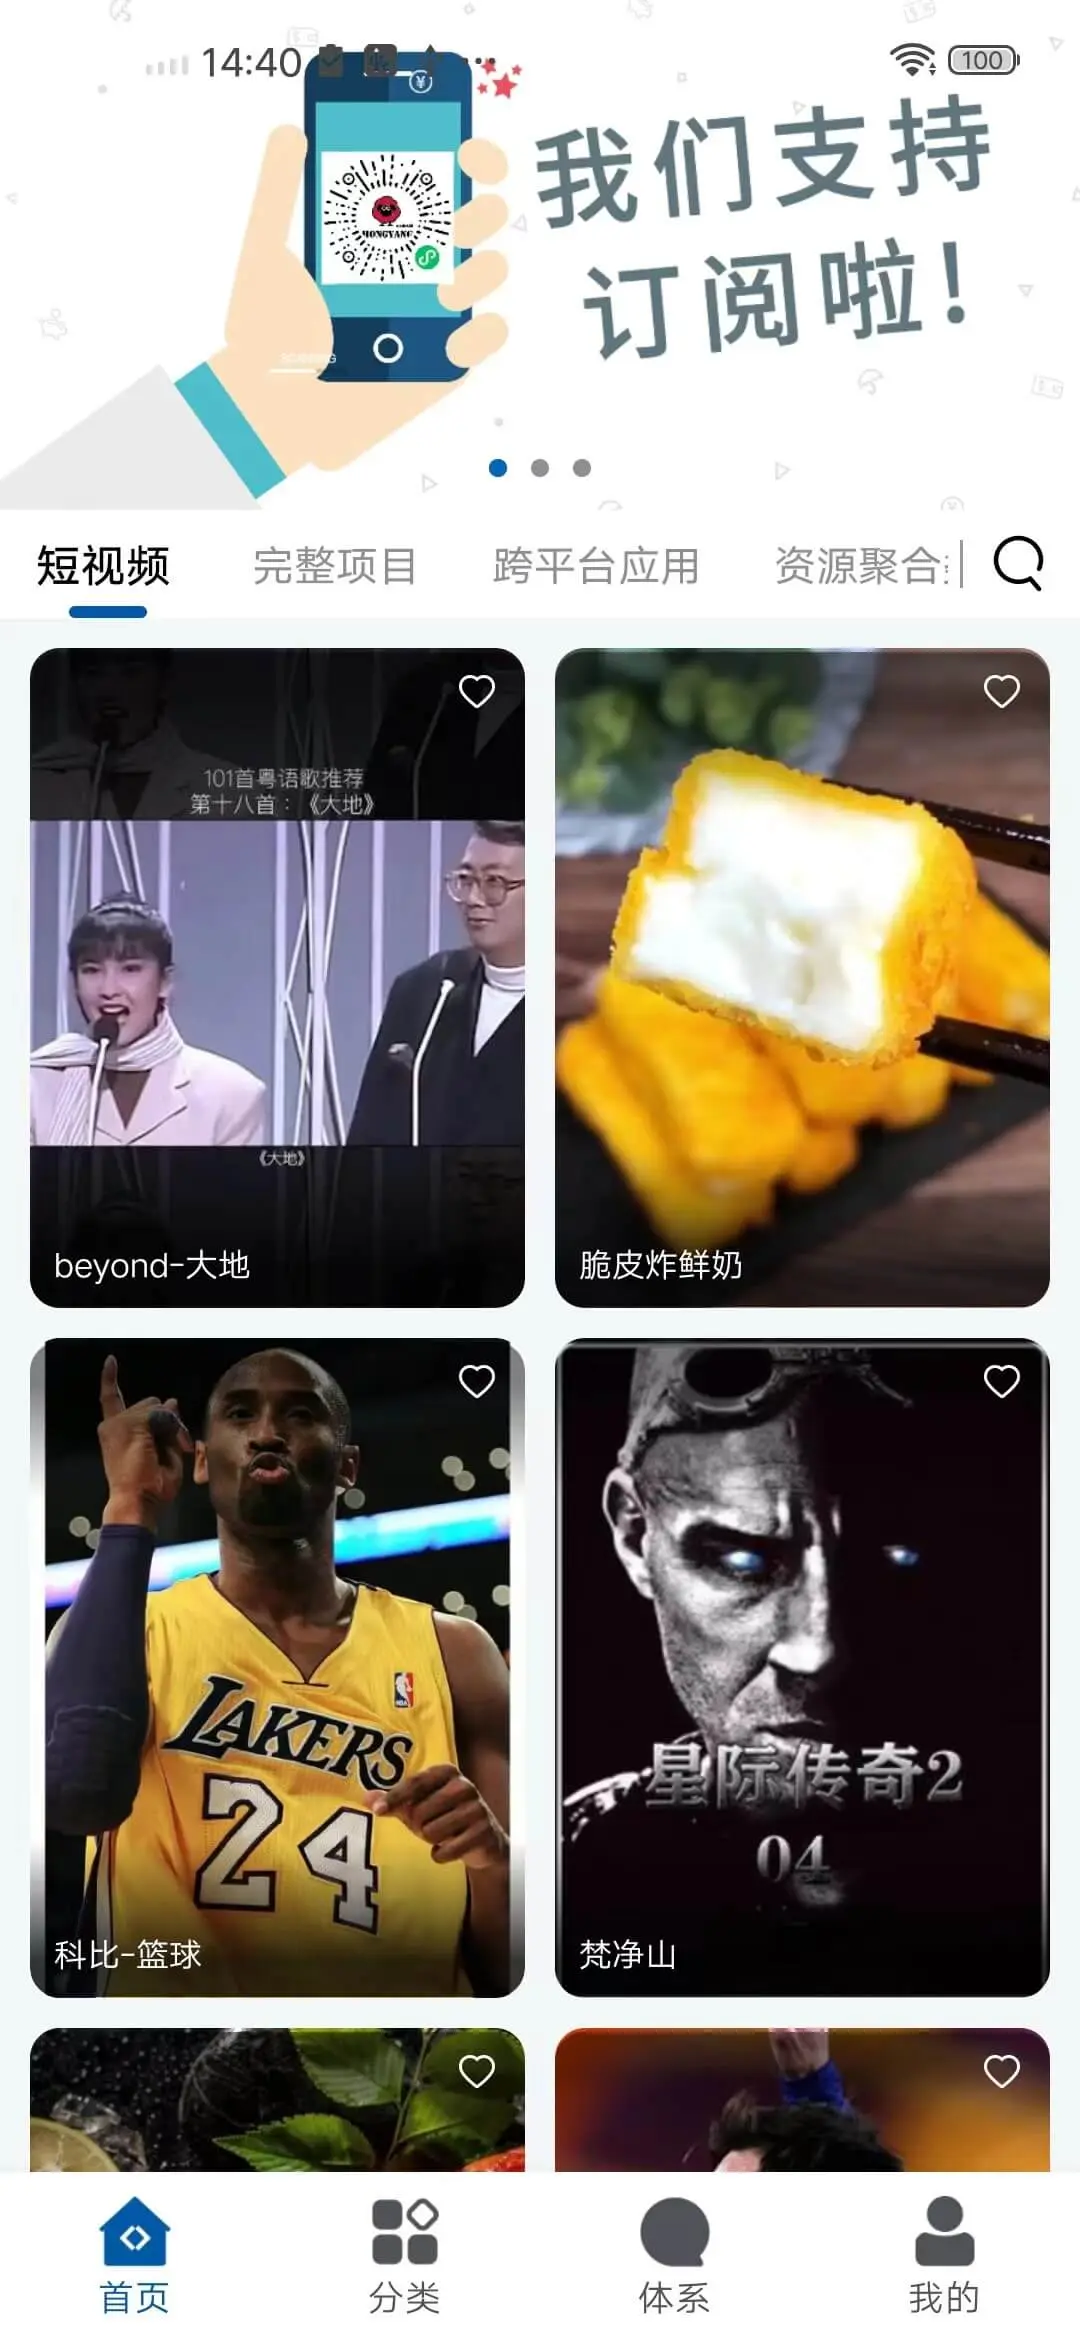 14:40
100
我们支持
订阅啦!
HONGYANG
短视频
完整项目
跨平台应用
资源聚合
101首粤语歌推荐
第十八首：《大地》
《大地》
beyond-大地
脆皮炸鲜奶
LAKERS
24
NBA
科比-篮球
星际传奇2
04
梵净山
首页
分类
体系
我的